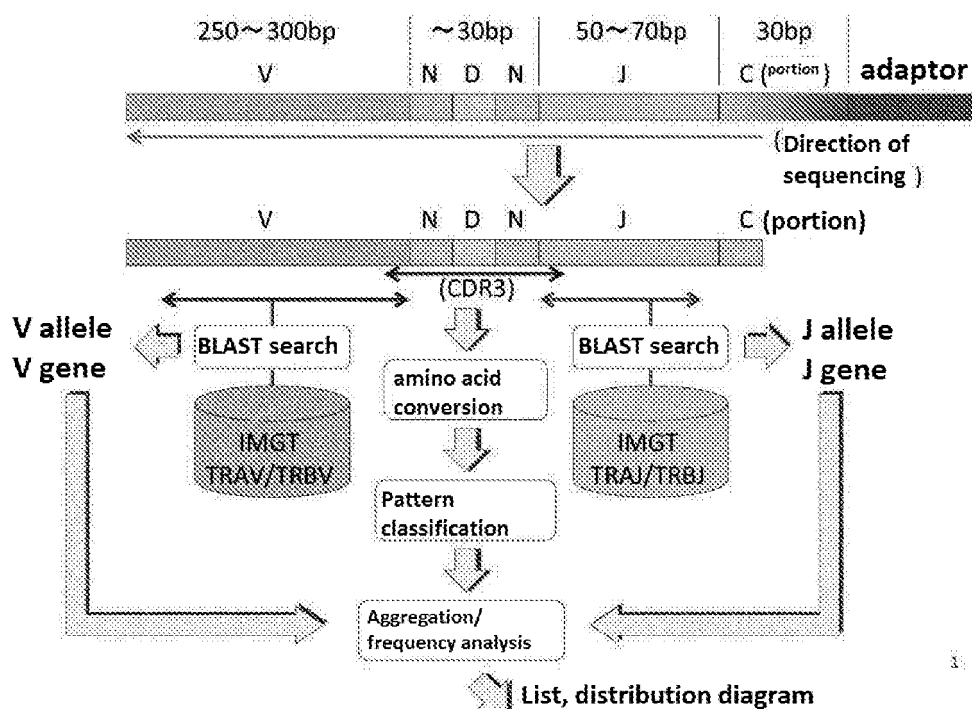 250～300bp ～30bp 50～70bp 30bp
V N D N J C (portion) adaptor
(Direction of
sequencing )
V N D N J C (portion)
(CDR3)
V allele
V gene
BLAST search
BLAST search
J allele
J gene
amino acid
conversion
IMGT
TRAV/TRBV
IMGT
TRAJ/TRBJ
Pattern
classification
Aggregation/
frequency analysis
1
List, distribution diagram